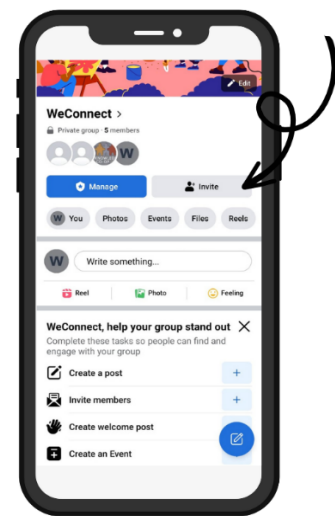 Edit
WeConnect >
Private group · 5 members
W
Manage
Invite
W You Photos Events Files Reels
W Write something...
Reel Photo Feeling
WeConnect, help your group stand out
Complete these tasks so people can find and
engage with your group
Create a post +
Invite members +
Create welcome post
Create an Event